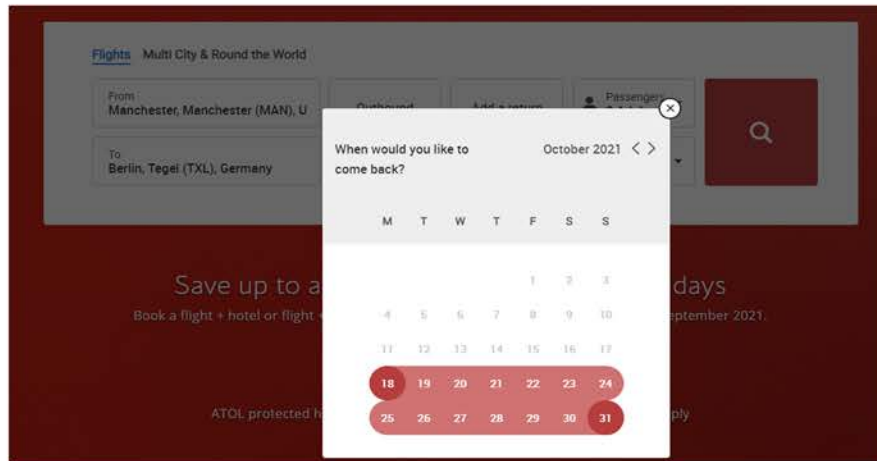 Flights Multi City & Round the World
From
Manchester, Manchester (MAN), U
Outbound
Add a return
Passengers
To
Berlin, Tegel (TXL), Germany
When would you like to
come back?
October 2021
M T W T F S S
1 2 3
4 5 6 7 8 9 10
11 12 13 14 15 16 17
18 19 20 21 22 23 24
25 26 27 28 29 30 31
Save up to a
days
Book a flight + hotel or flight +
eptember 2021.
ATOL protected h
ply